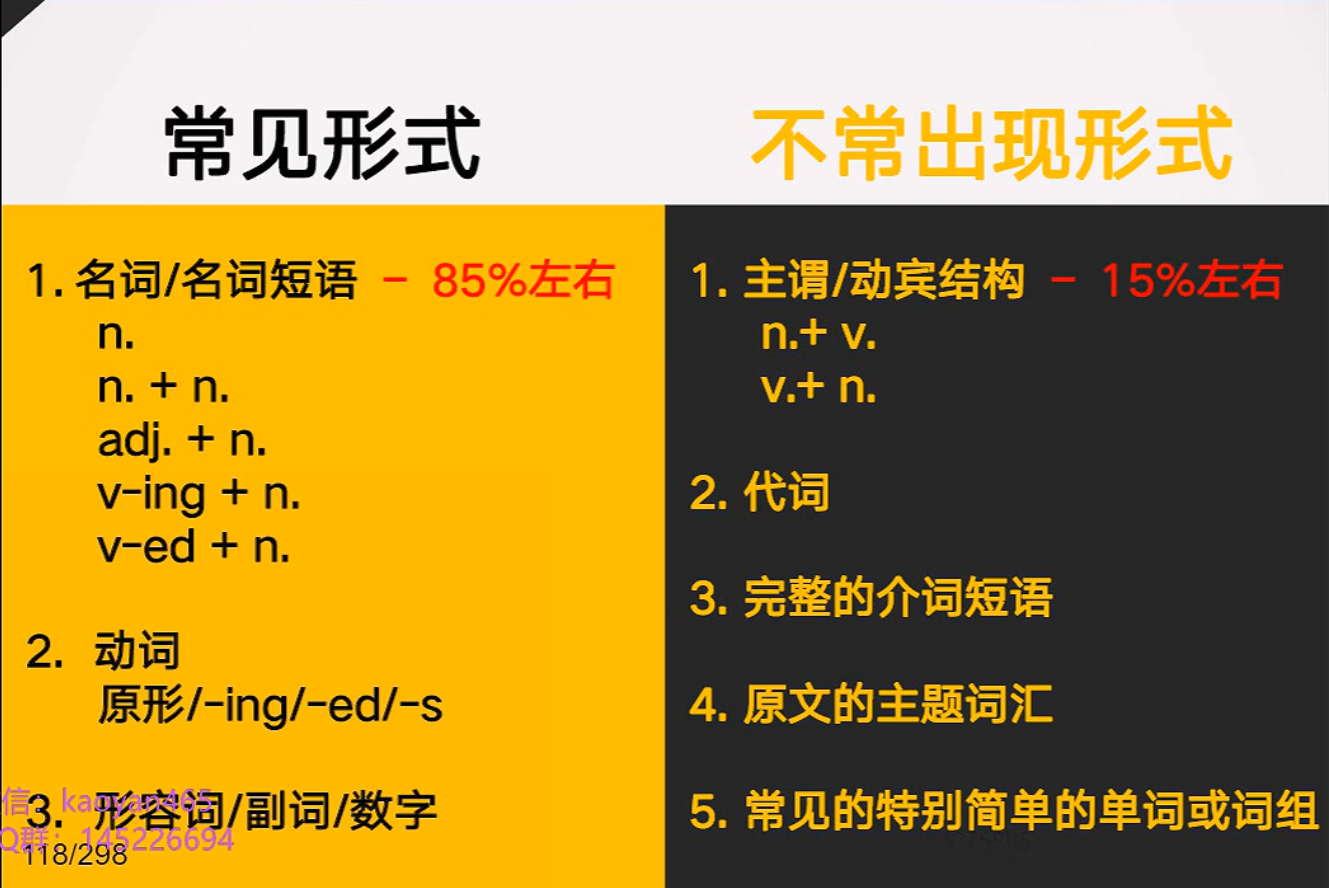 常见形式
不常出现形式
1. 名词/名词短语 - 85%左右
n.
n. + n.
adj. + n.
v-ing + n.
v-ed + n.
2. 动词
原形/-ing/-ed/-s
3. 形容词/副词/数字
1. 主谓/动宾结构 - 15%左右
n.+ v.
v.+ n.
2. 代词
3. 完整的介词短语
4. 原文的主题词汇
5. 常见的特别简单的单词或词组
信: kaoyan465
Q群: 145226694
118/298